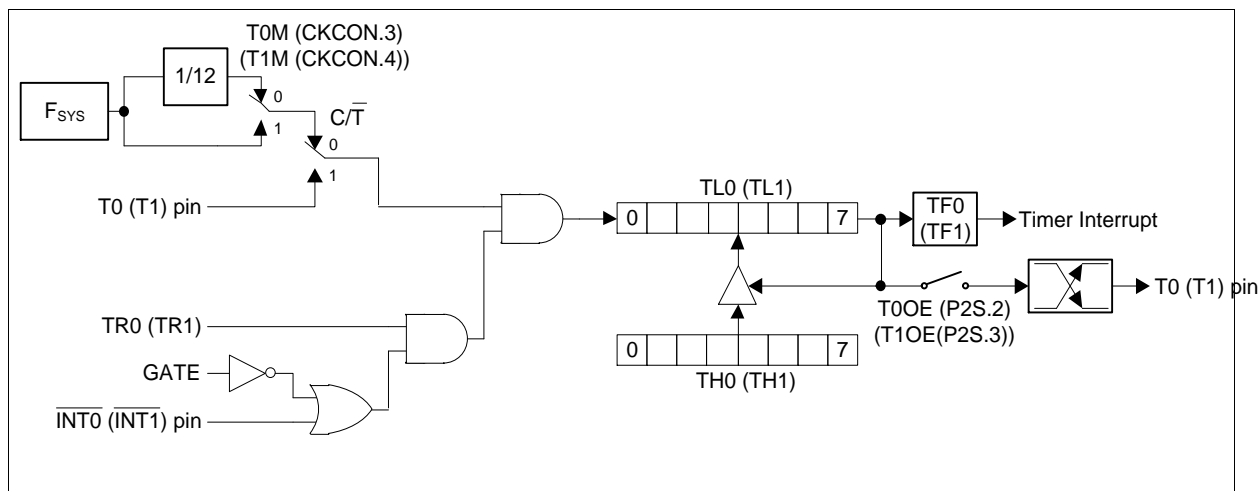 T0M (CKCON.3)
(T1M (CKCON.4))
1/12
FSYS
0
1
C/T̅
0
1
T0 (T1) pin
TL0 (TL1)
0
7
TF0
(TF1)
Timer Interrupt
T0 (T1) pin
T0OE (P2S.2)
(T1OE(P2S.3))
TR0 (TR1)
0
7
TH0 (TH1)
GATE
I̅N̅T̅0̅ (I̅N̅T̅1̅) pin